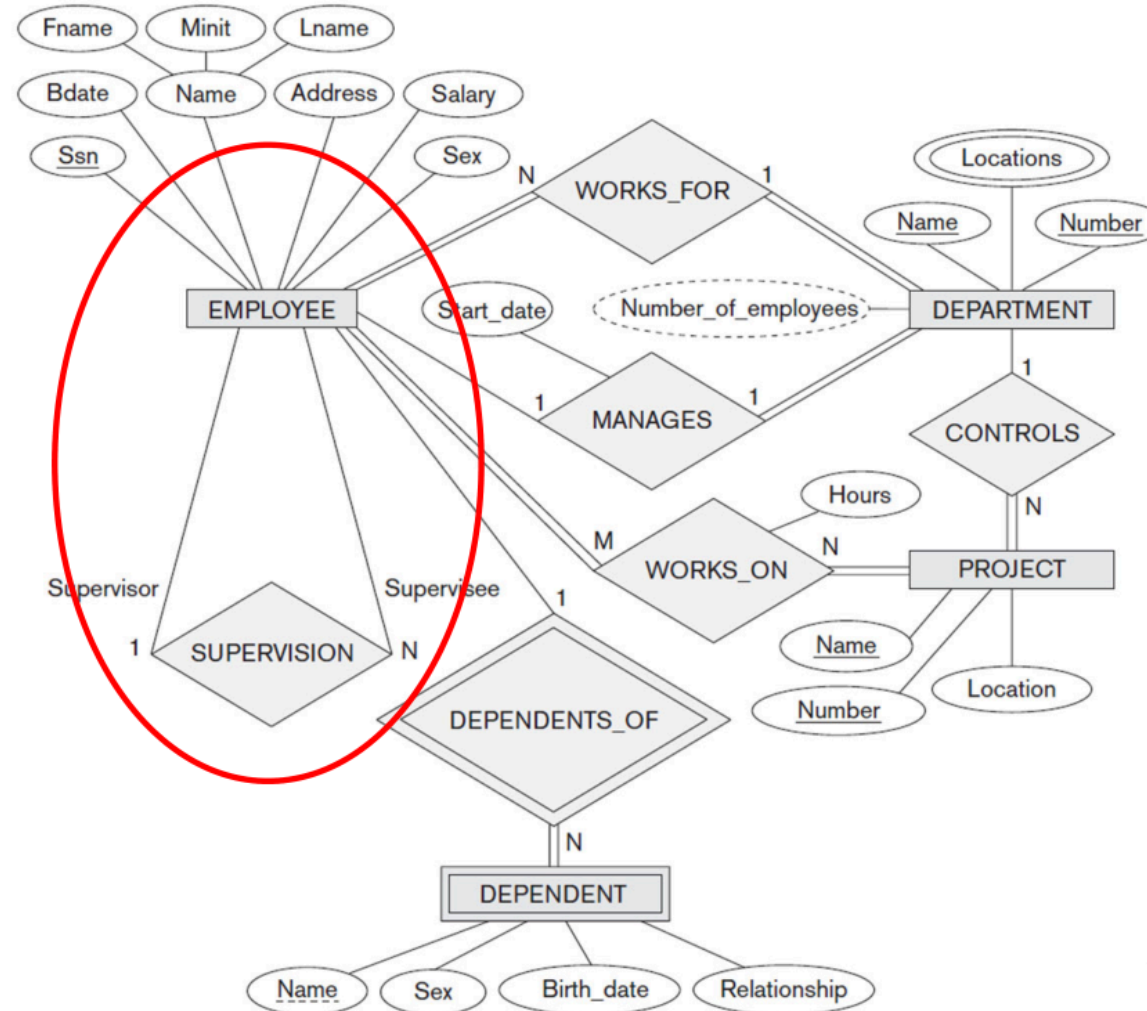 Fname Minit Lname
Bdate Name Address Salary
Ssn Sex
N WORKS_FOR 1
Locations
Name Number
EMPLOYEE
Start_date Number_of_employees DEPARTMENT
1 MANAGES 1
1
CONTROLS
N
Hours
M WORKS_ON N
PROJECT
Name
Number
Location
Supervisor Supervisee
1 SUPERVISION N
1
DEPENDENTS_OF
N
DEPENDENT
Name Sex Birth_date Relationship